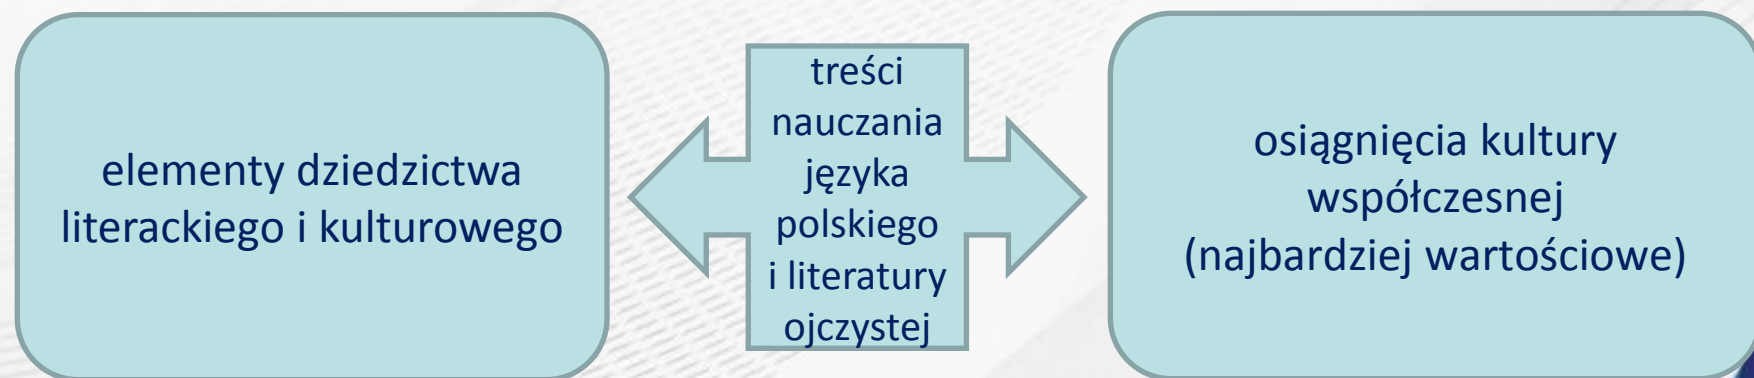 elementy dziedzictwa
literackiego i kulturowego
treści
nauczania
języka
polskiego
i literatury
ojczystej
osiągnięcia kultury
współczesnej
(najbardziej wartościowe)